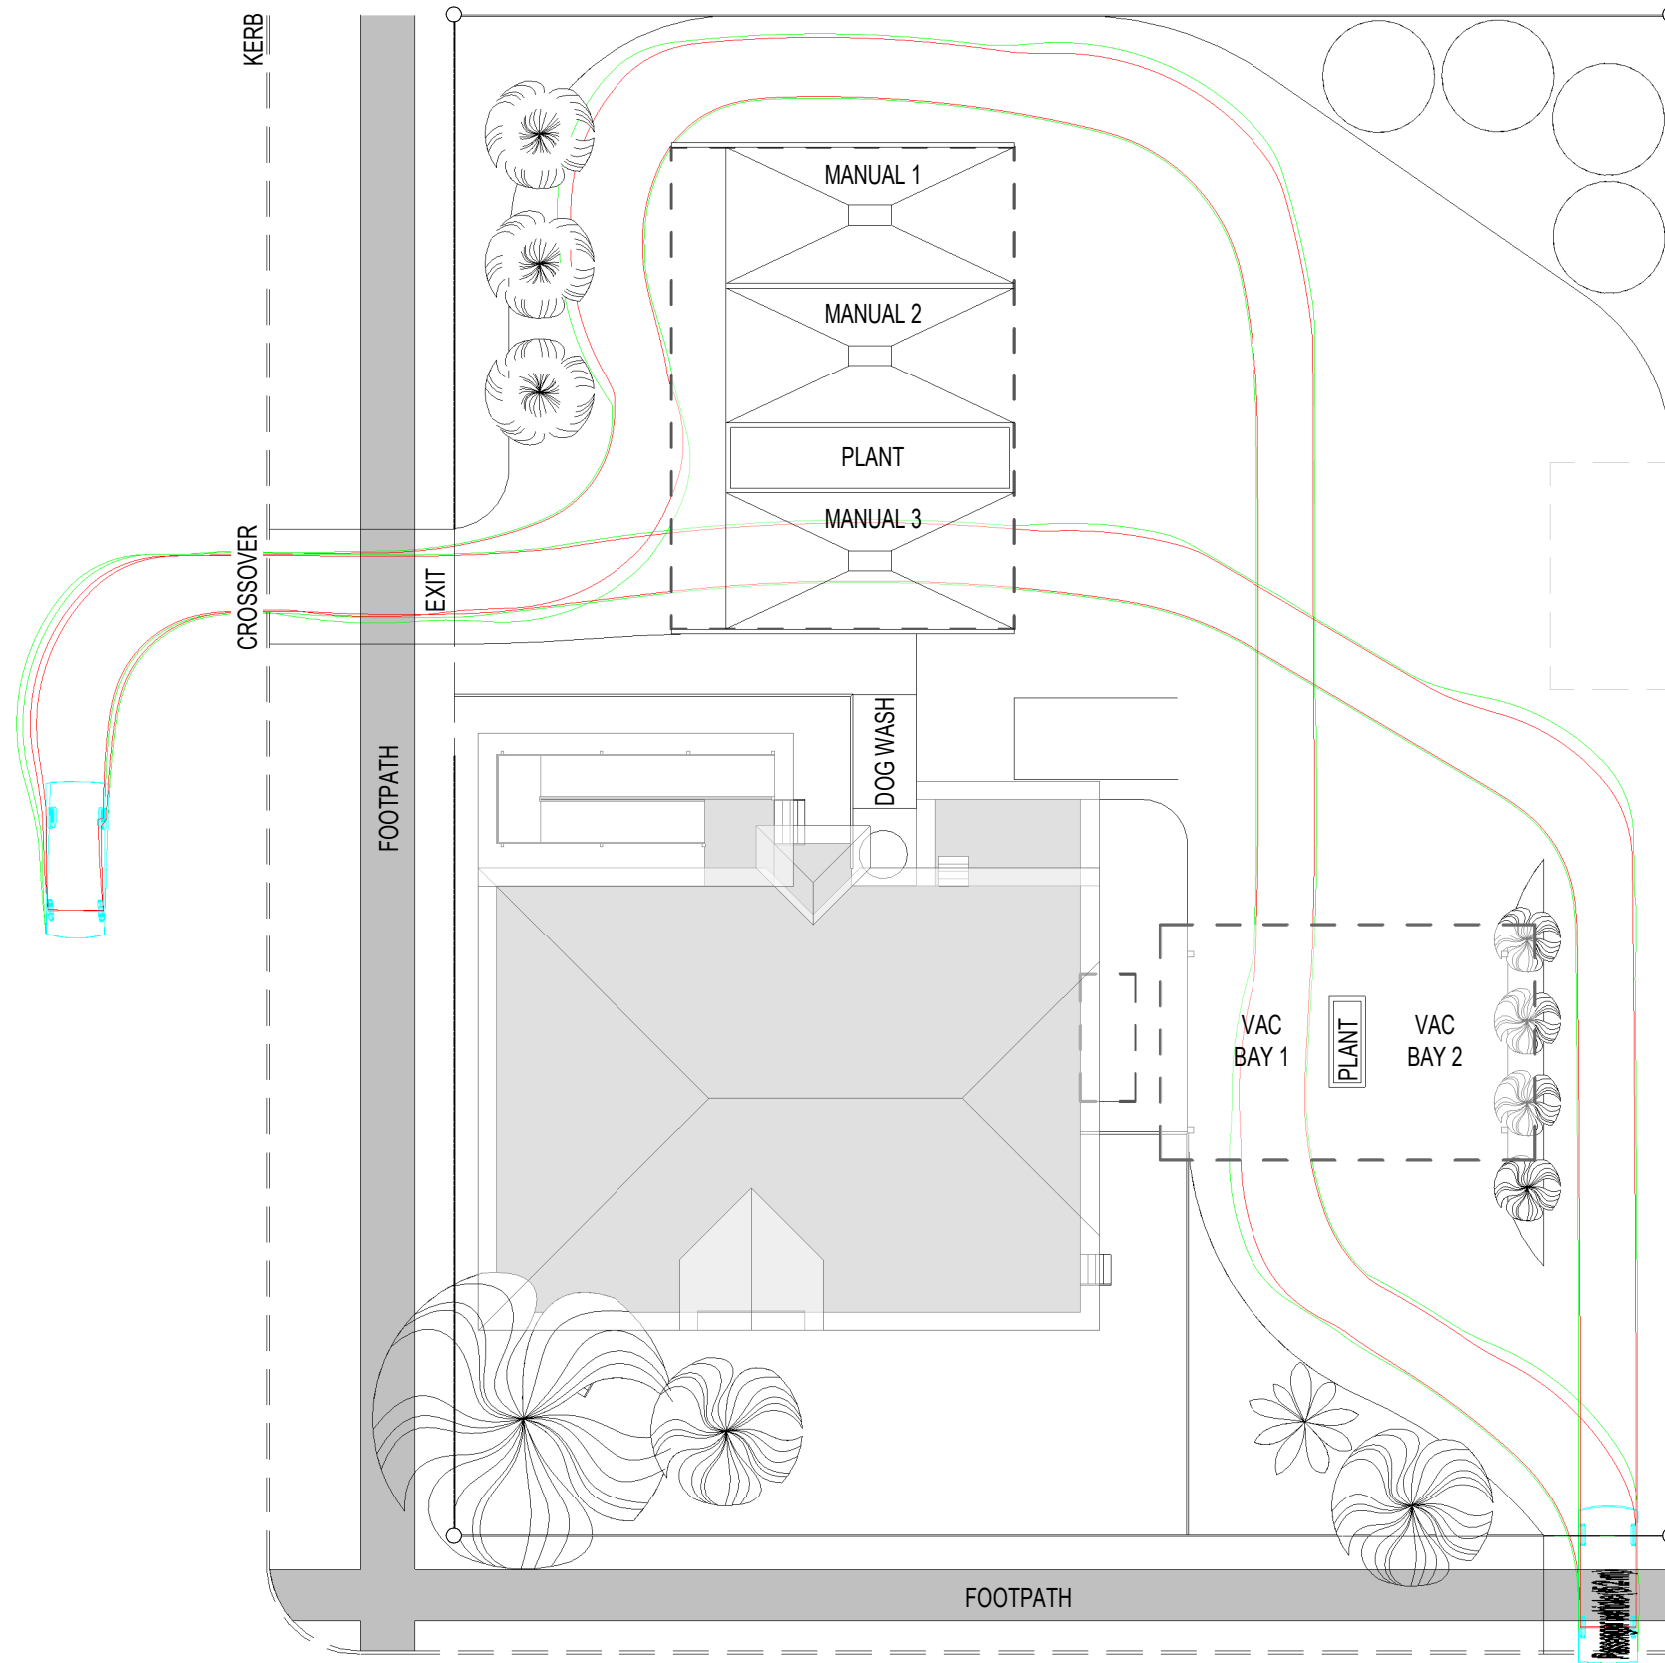 KERB
MANUAL 1
MANUAL 2
PLANT
MANUAL 3
CROSSOVER
EXIT
DOG WASH
FOOTPATH
VAC
BAY 1
PLANT
VAC
BAY 2
FOOTPATH